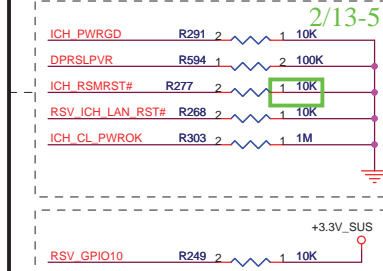 2/13-5
ICH_PWRGD R291 2 1 10K
DPRSLPVR R594 1 2 100K
ICH_RSMRST# R277 2 1 10K
RSV_ICH_LAN_RST# R268 2 1 10K
ICH_CL_PWROK R303 2 1 1M
+3.3V_SUS
RSV_GPIO10 R249 2 1 10K